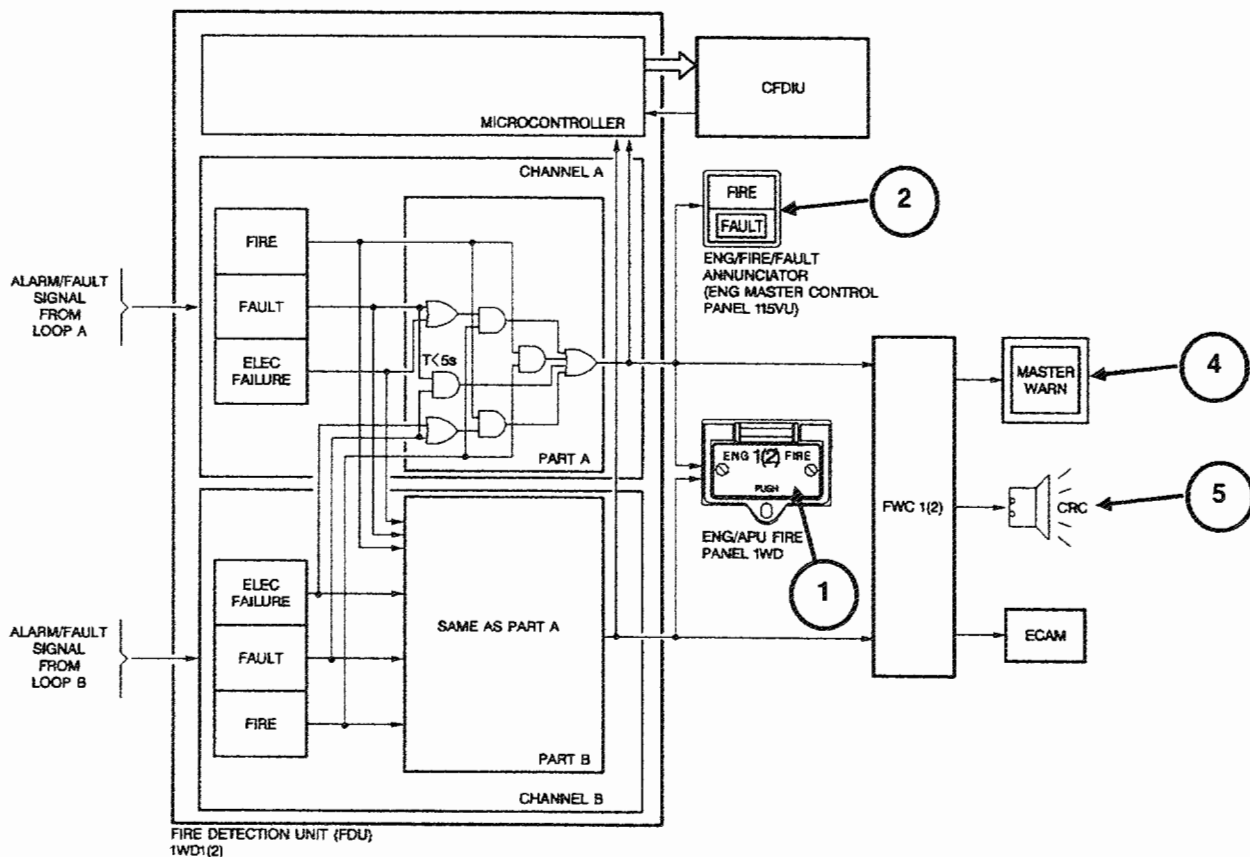 FIRE DETECTION UNIT (FDU)
1WD1(2)
MICROCONTROLLER
CFDIU
CHANNEL A
ALARM/FAULT
SIGNAL
FROM
LOOP A
FIRE
FAULT
ELEC
FAILURE
T<5s
PART A
FIRE
FAULT
2
ENG/FIRE/FAULT
ANNUNCIATOR
(ENG MASTER CONTROL
PANEL 115VU)
ENG 1(2) FIRE
PUSH
ENG/APU FIRE
PANEL 1WD
1
FWC 1(2)
MASTER
WARN
4
CRC
5
ECAM
ALARM/FAULT
SIGNAL
FROM
LOOP B
ELEC
FAILURE
FAULT
FIRE
SAME AS PART A
PART B
CHANNEL B